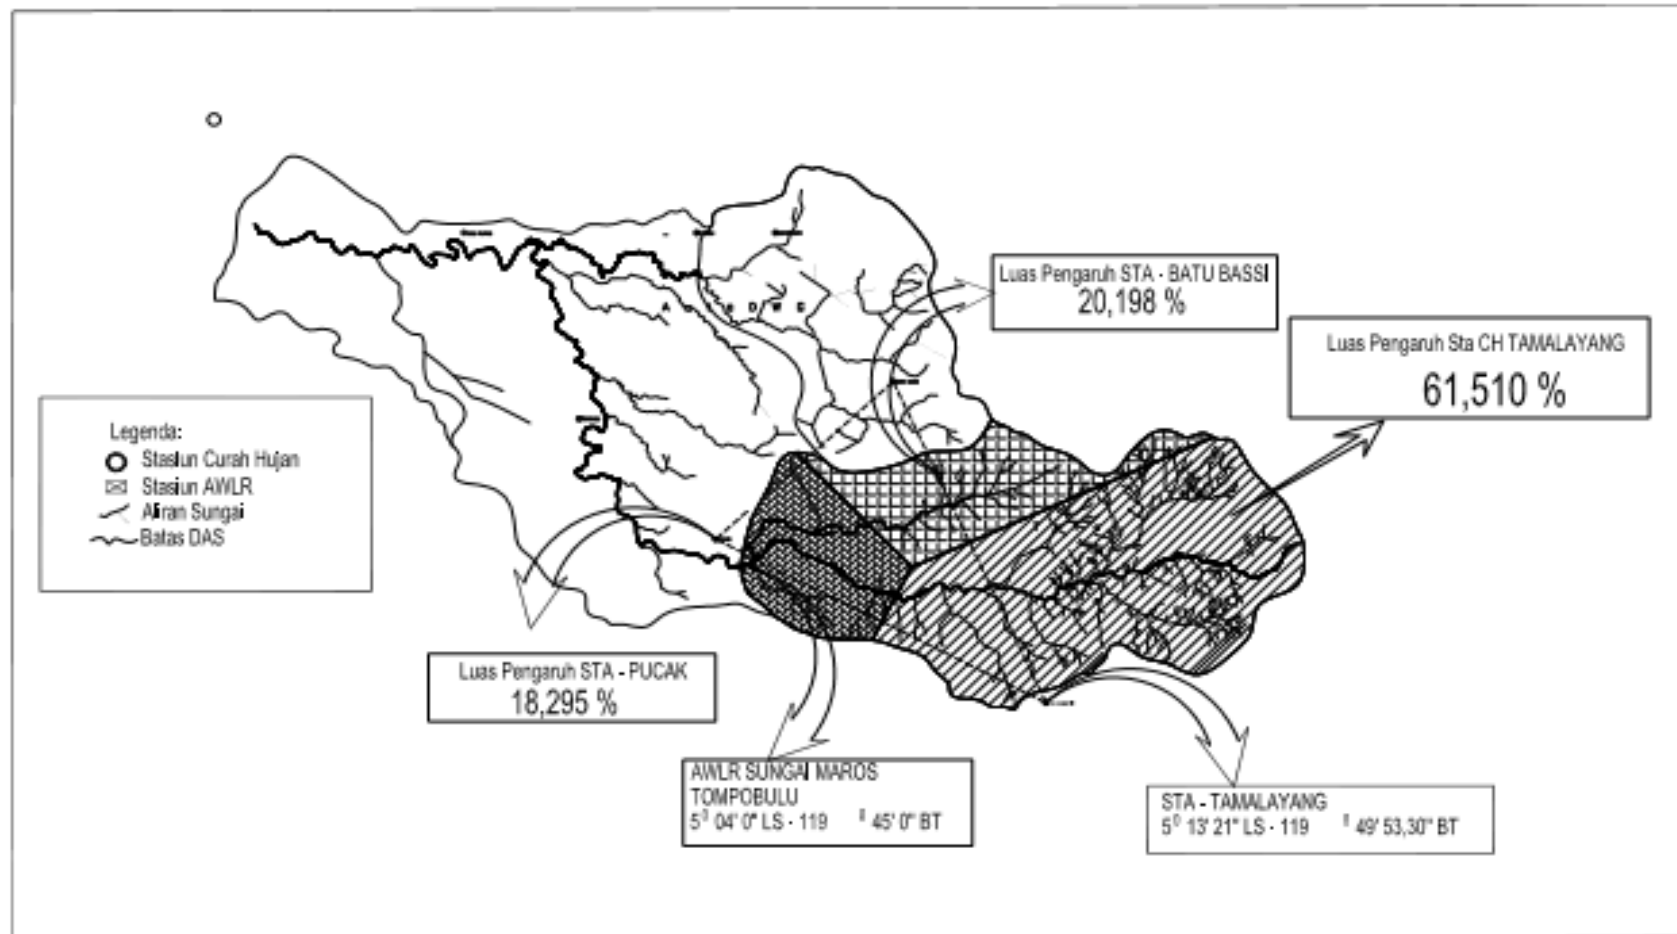 Luas Pengaruh STA - BATU BASSI
20,198 %
Luas Pengaruh Sta CH TAMALAYANG
61,510 %
Legenda:
Stasiun Curah Hujan
Stasiun AWLR
Aliran Sungai
Batas DAS
Luas Pengaruh STA - PUCAK
18,295 %
AWLR SUNGAI MAROS
TOMPOBULU
5⁰ 04' 0" LS - 119 ⁰ 45' 0" BT
STA - TAMALAYANG
5⁰ 13' 21" LS - 119 ⁰ 49' 53,30" BT